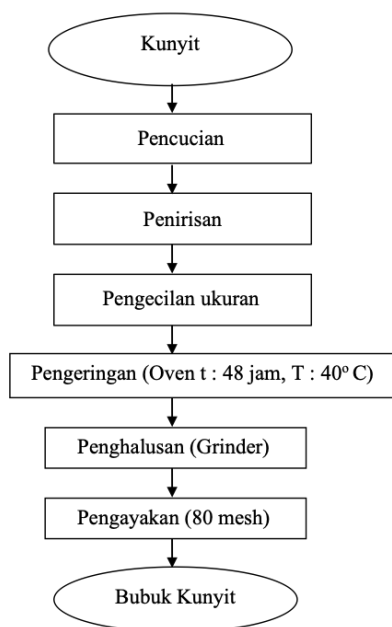 Kunyit
Pencucian
Penirisan
Pengecilan ukuran
Pengeringan (Oven t : 48 jam, T : 40º C)
Penghalusan (Grinder)
Pengayakan (80 mesh)
Bubuk Kunyit